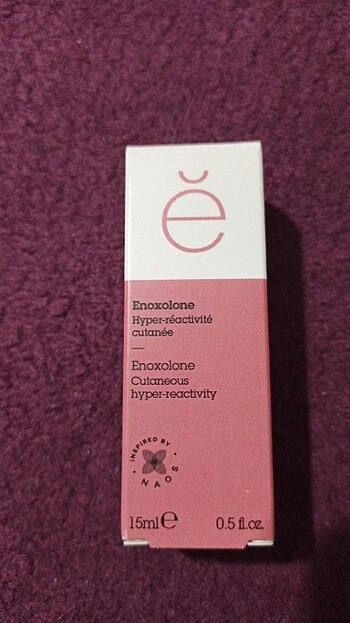 ĕ
Enoxolone
Hyper-réactivité
cutanée
Enoxolone
Cutaneous
hyper-reactivity
INSPIRED BY
NAOS
15ml℮ 0.5 fl.oz.